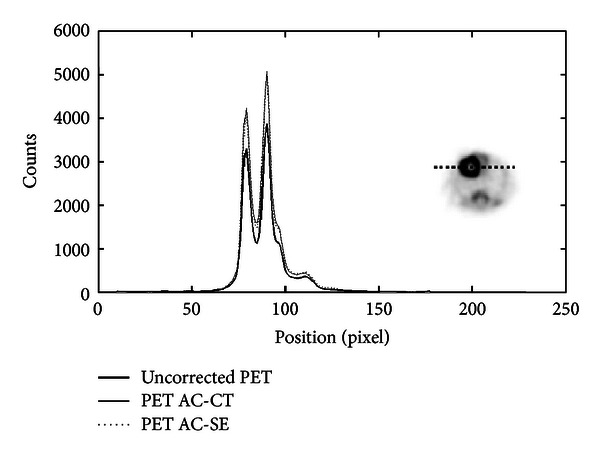 6000
5000
4000
3000
2000
1000
0
Counts
0 50 100 150 200 250
Position (pixel)
Uncorrected PET
PET AC-CT
PET AC-SE